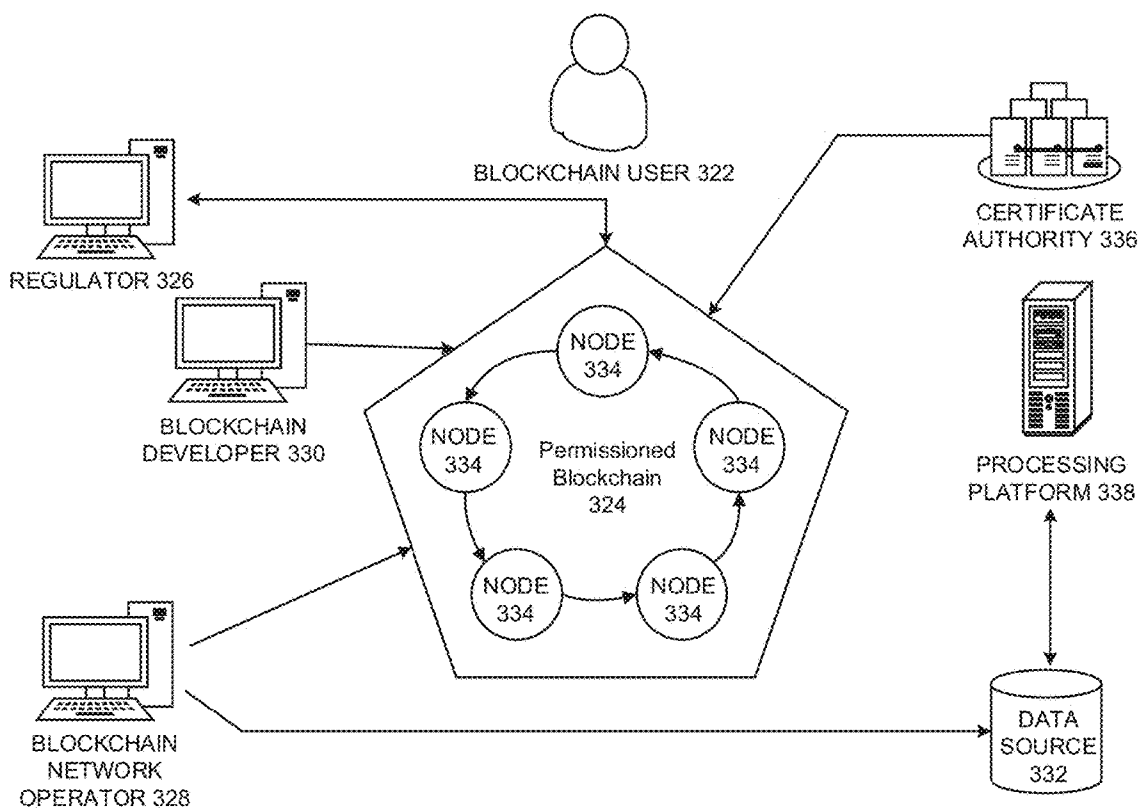 BLOCKCHAIN USER 322
CERTIFICATE
AUTHORITY 336
REGULATOR 326
BLOCKCHAIN
DEVELOPER 330
NODE
334
NODE
334
NODE
334
Permissioned
Blockchain
324
NODE
334
NODE
334
PROCESSING
PLATFORM 338
BLOCKCHAIN
NETWORK
OPERATOR 328
DATA
SOURCE
332